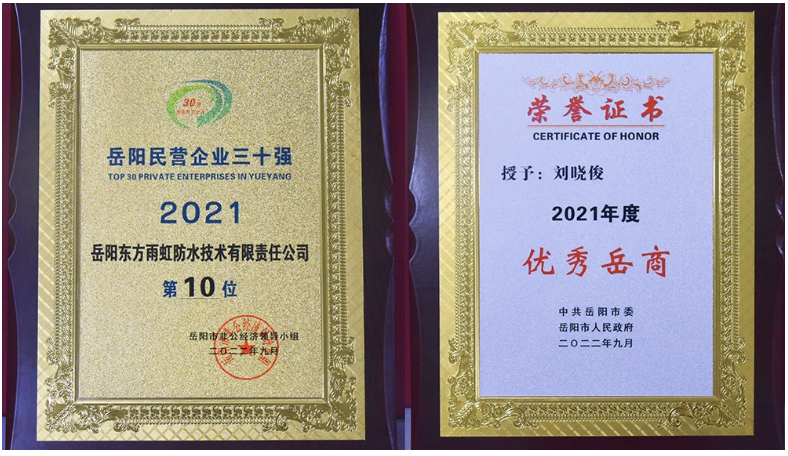 30强
岳阳民营企业三十强
TOP 30 PRIVATE ENTERPRISES IN YUEYANG
2021
岳阳东方雨虹防水技术有限责任公司
第10位
岳阳市非公经济领导小组
二〇二二年九月
荣誉证书
CERTIFICATE OF HONOR
授予：刘晓俊
2021年度
优秀岳商
中共岳阳市委
岳阳市人民政府
二〇二二年九月